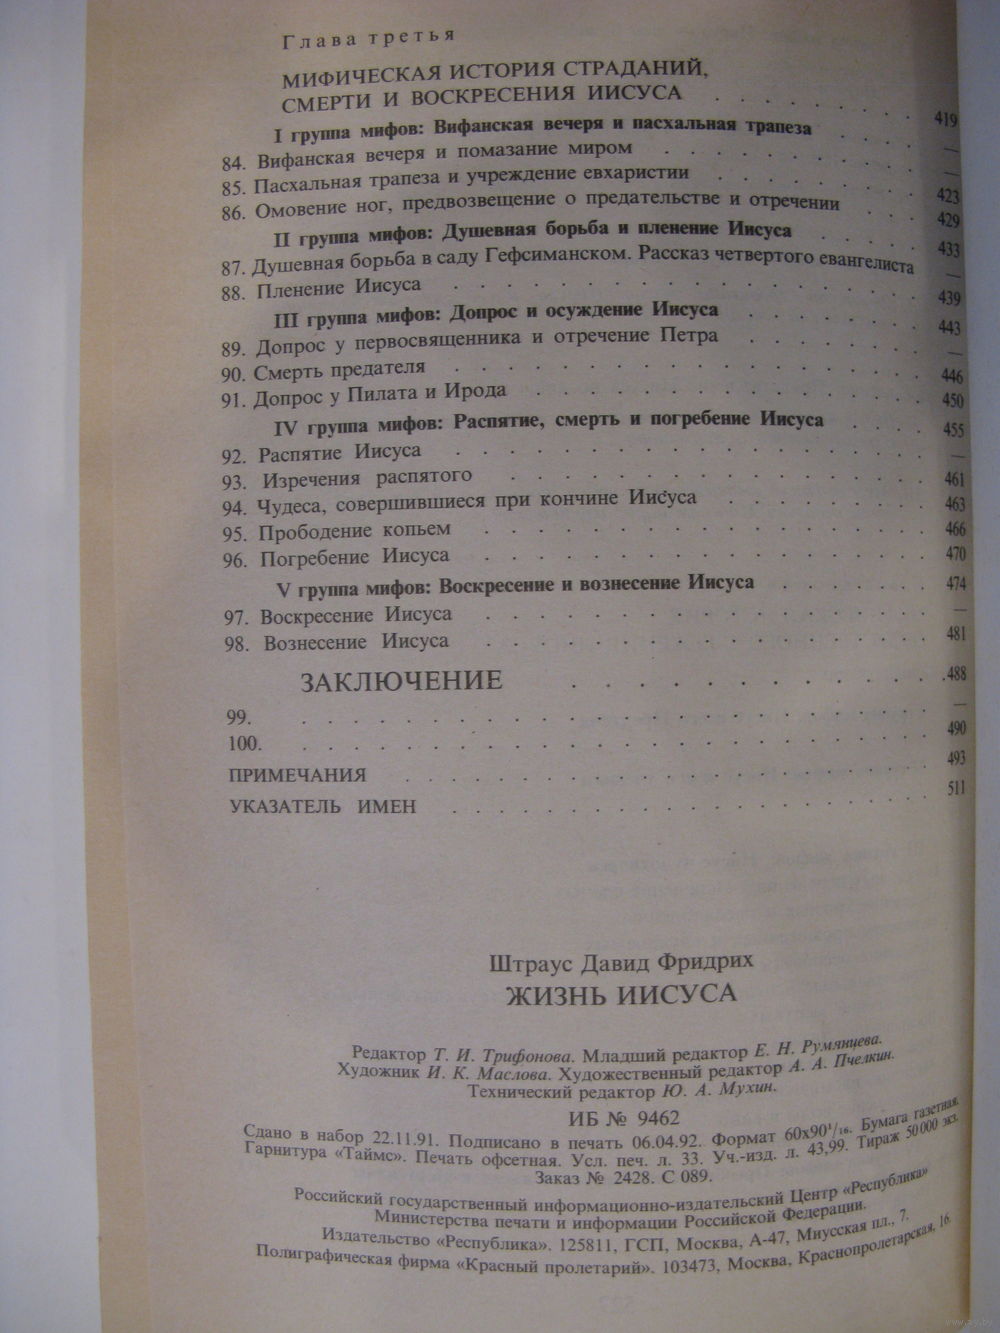 Глава третья
МИФИЧЕСКАЯ ИСТОРИЯ СТРАДАНИЙ,
СМЕРТИ И ВОСКРЕСЕНИЯ ИИСУСА . . . . . . . . 419
I группа мифов: Вифанская вечеря и пасхальная трапеза . . . . —
84. Вифанская вечеря и помазание миром . . . . . . . . . —
85. Пасхальная трапеза и учреждение евхаристии . . . . . . . 423
86. Омовение ног, предвозвещение о предательстве и отречении . . . 429
II группа мифов: Душевная борьба и пленение Иисуса . . . . 433
87. Душевная борьба в саду Гефсиманском. Рассказ четвертого евангелиста —
88. Пленение Иисуса . . . . . . . . . . . . . . . 439
III группа мифов: Допрос и осуждение Иисуса . . . . . . 443
89. Допрос у первосвященника и отречение Петра . . . . . . —
90. Смерть предателя . . . . . . . . . . . . . . . 446
91. Допрос у Пилата и Ирода . . . . . . . . . . . . 450
IV группа мифов: Распятие, смерть и погребение Иисуса . . . . 455
92. Распятие Иисуса . . . . . . . . . . . . . . . —
93. Изречения распятого . . . . . . . . . . . . . 461
94. Чудеса, совершившиеся при кончине Иисуса . . . . . . . 463
95. Прободение копьем . . . . . . . . . . . . . . 466
96. Погребение Иисуса . . . . . . . . . . . . . . 470
V группа мифов: Воскресение и вознесение Иисуса . . . . . 474
97. Воскресение Иисуса . . . . . . . . . . . . . . —
98. Вознесение Иисуса . . . . . . . . . . . . . . 481
ЗАКЛЮЧЕНИЕ . . . . . . . . . . . . 488
99. . . . . . . . . . . . . . . . . . . . . —
100. . . . . . . . . . . . . . . . . . . . . 490
ПРИМЕЧАНИЯ . . . . . . . . . . . . . . . . 493
УКАЗАТЕЛЬ ИМЕН . . . . . . . . . . . . . . . 511
Штраус Давид Фридрих
ЖИЗНЬ ИИСУСА
Редактор Т. И. Трифонова. Младший редактор Е. Н. Румянцева.
Художник И. К. Маслова. Художественный редактор А. А. Пчелкин.
Технический редактор Ю. А. Мухин.
ИБ № 9462
Сдано в набор 22.11.91. Подписано в печать 06.04.92. Формат 60х90¹/₁₆. Бумага газетная.
Гарнитура «Таймс». Печать офсетная. Усл. печ. л. 33. Уч.-изд. л. 43,99. Тираж 50 000 экз.
Заказ № 2428. С 089.
Российский государственный информационно-издательский Центр «Республика»
Министерства печати и информации Российской Федерации.
Издательство «Республика». 125811, ГСП, Москва, А-47, Миусская пл., 7.
Полиграфическая фирма «Красный пролетарий». 103473, Москва, Краснопролетарская, 16.